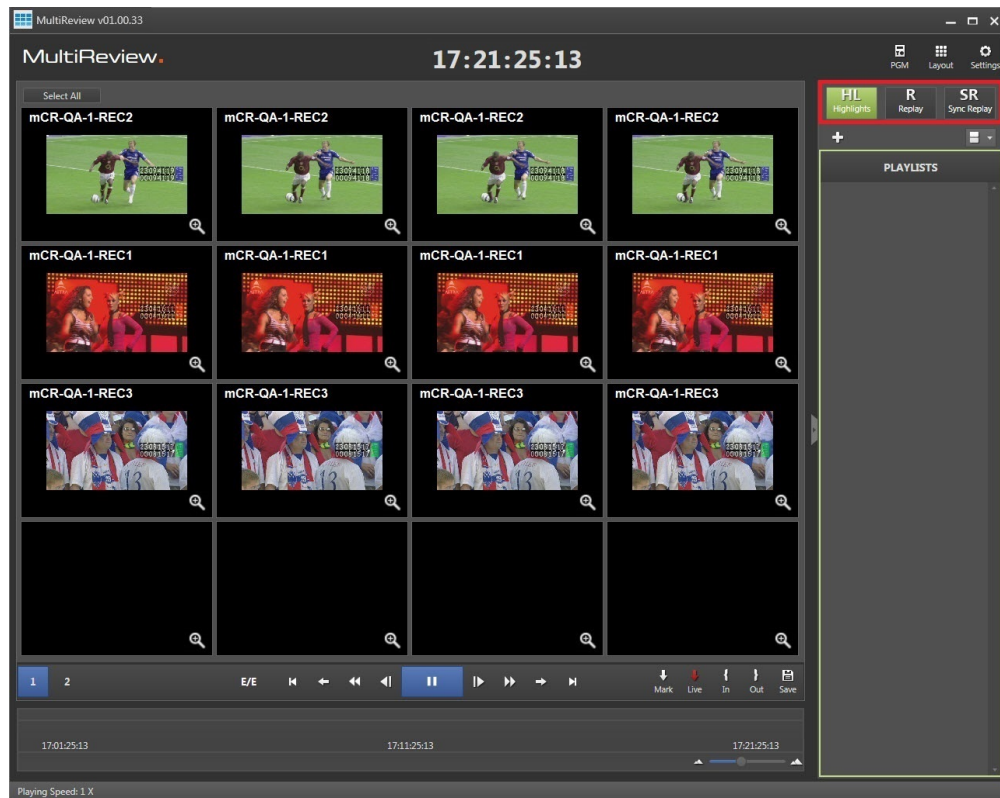 MultiReview v01.00.33
MultiReview.
17:21:25:13
PGM
Layout
Settings
Select All
HL
Highlights
R
Replay
SR
Sync Replay
PLAYLISTS
mCR-QA-1-REC2
mCR-QA-1-REC2
mCR-QA-1-REC2
mCR-QA-1-REC2
mCR-QA-1-REC1
mCR-QA-1-REC1
mCR-QA-1-REC1
mCR-QA-1-REC1
mCR-QA-1-REC3
mCR-QA-1-REC3
mCR-QA-1-REC3
mCR-QA-1-REC3
13
13
13
13
1
2
E/E
Mark
Live
In
Out
Save
17:01:25:13
17:11:25:13
17:21:25:13
Playing Speed: 1 X